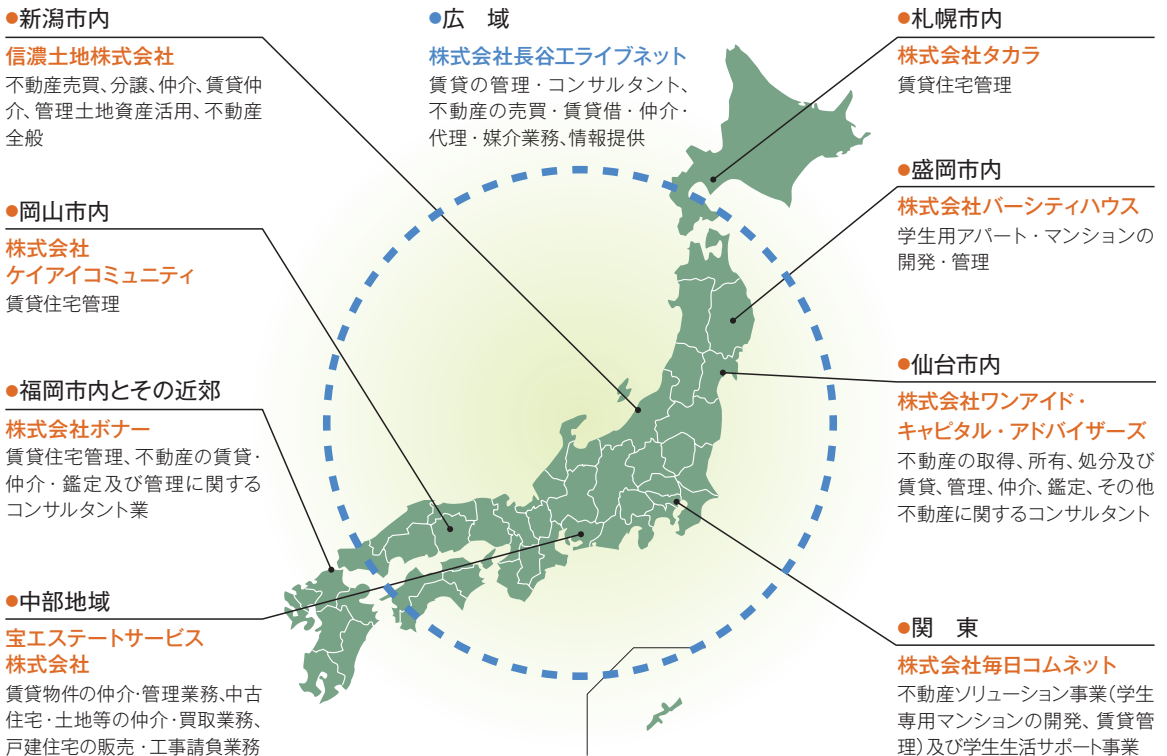 ●新潟市内
信濃土地株式会社
不動産売買、分譲、仲介、賃貸仲
介、管理土地資産活用、不動産
全般
●岡山市内
株式会社
ケイアイコミュニティ
賃貸住宅管理
●福岡市内とその近郊
株式会社ボナー
賃貸住宅管理、不動産の賃貸・
仲介・鑑定及び管理に関する
コンサルタント業
●中部地域
宝エステートサービス
株式会社
賃貸物件の仲介・管理業務、中古
住宅・土地等の仲介・買取業務、
戸建住宅の販売・工事請負業務
●広　域
株式会社長谷工ライブネット
賃貸の管理・コンサルタント、
不動産の売買・賃貸借・仲介・
代理・媒介業務、情報提供
●札幌市内
株式会社タカラ
賃貸住宅管理
●盛岡市内
株式会社バーシティハウス
学生用アパート・マンションの
開発・管理
●仙台市内
株式会社ワンアイド・
キャピタル・アドバイザーズ
不動産の取得、所有、処分及び
賃貸、管理、仲介、鑑定、その他
不動産に関するコンサルタント
●関　東
株式会社毎日コムネット
不動産ソリューション事業(学生
専用マンションの開発、賃貸管
理)及び学生生活サポート事業